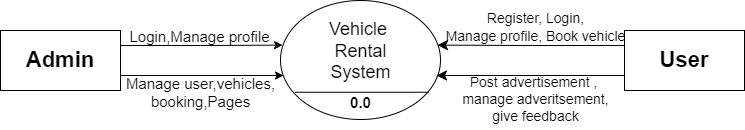 Admin
Login,Manage profile
Manage user,vehicles,
booking,Pages
Vehicle
Rental
System
0.0
Register, Login,
Manage profile, Book vehicle
Post advertisement ,
manage adveritsement,
give feedback
User